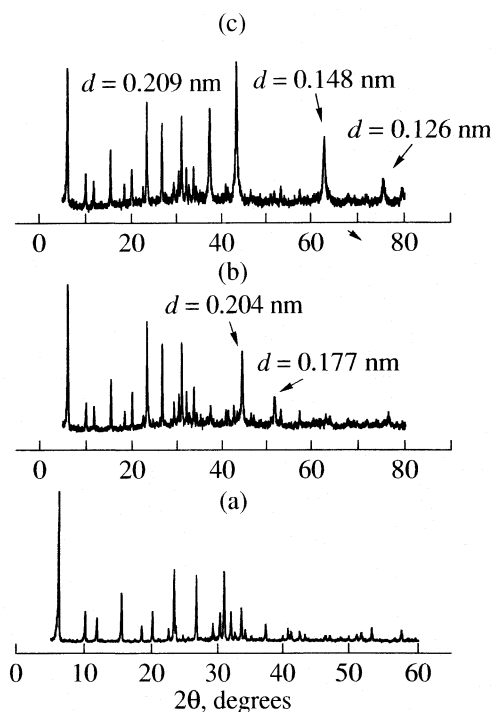 (c)
d = 0.209 nm
d = 0.148 nm
d = 0.126 nm
0 20 40 60 80
(b)
d = 0.204 nm
d = 0.177 nm
0 20 40 60 80
(a)
0 10 20 30 40 50 60
2θ, degrees